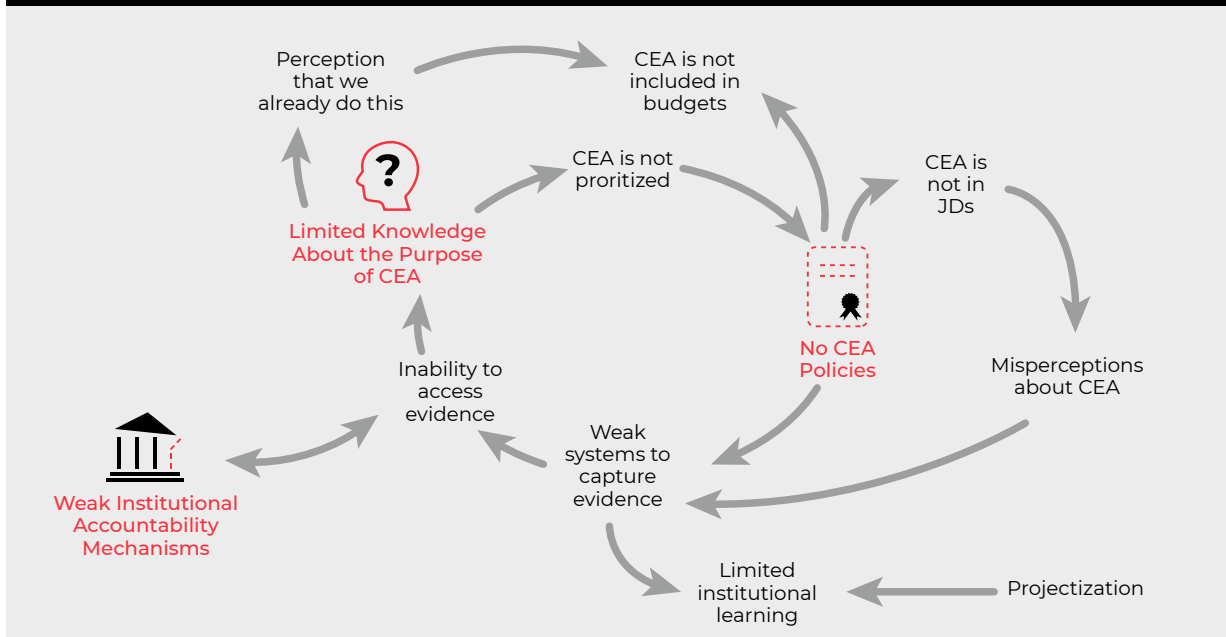 Perception
that we
already do this
CEA is not
included in
budgets
CEA is not
proritized
CEA is
not in
JDs
?
Limited Knowledge
About the Purpose
of CEA
No CEA
Policies
Misperceptions
about CEA
Inability to
access
evidence
Weak
systems to
capture
evidence
Weak Institutional
Accountability
Mechanisms
Limited
institutional
learning
Projectization